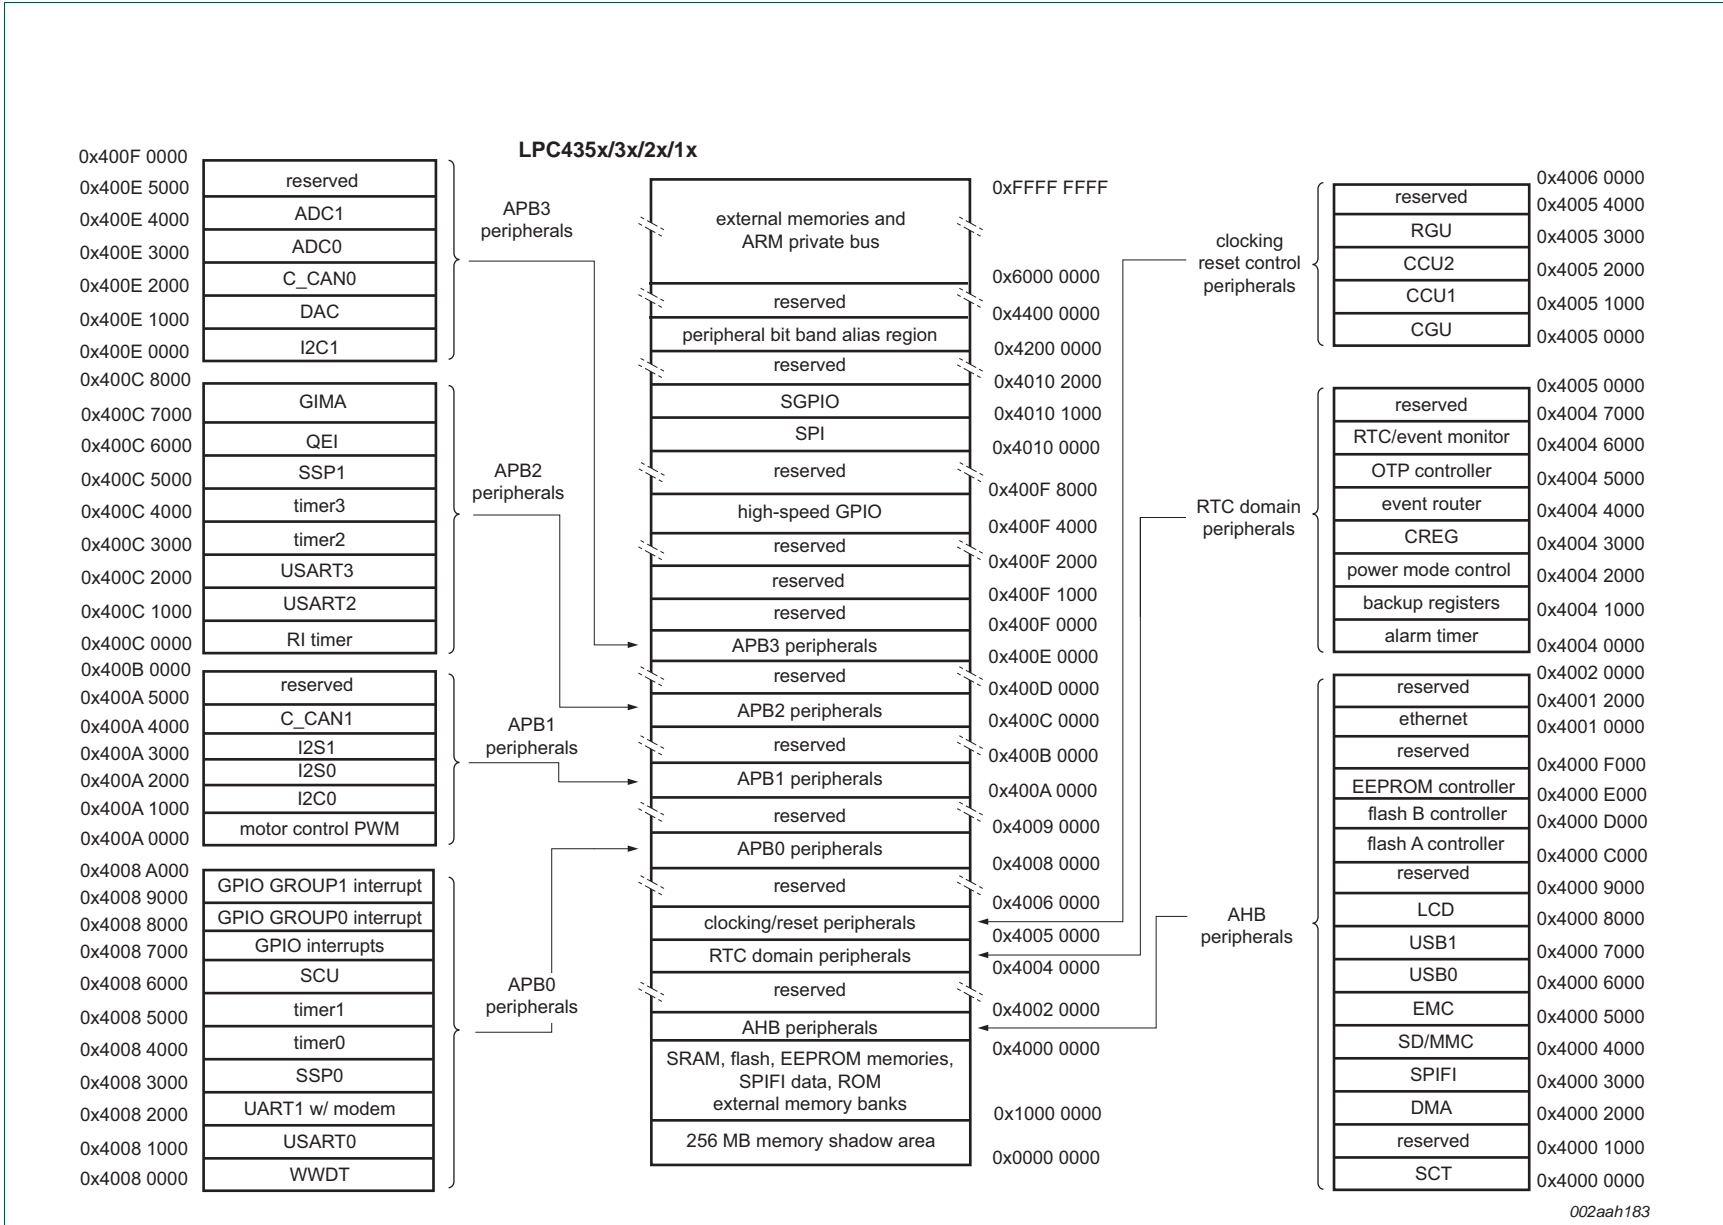 LPC435x/3x/2x/1x
0x400F 0000
reserved
0x400E 5000
ADC1
0x400E 4000
ADC0
0x400E 3000
C_CAN0
0x400E 2000
DAC
0x400E 1000
I2C1
0x400E 0000
APB3
peripherals
0x400C 8000
GIMA
0x400C 7000
QEI
0x400C 6000
SSP1
0x400C 5000
timer3
0x400C 4000
timer2
0x400C 3000
USART3
0x400C 2000
USART2
0x400C 1000
RI timer
0x400C 0000
APB2
peripherals
0x400B 0000
reserved
0x400A 5000
C_CAN1
0x400A 4000
I2S1
0x400A 3000
I2S0
0x400A 2000
I2C0
0x400A 1000
motor control PWM
0x400A 0000
APB1
peripherals
0x4008 A000
GPIO GROUP1 interrupt
0x4008 9000
GPIO GROUP0 interrupt
0x4008 8000
GPIO interrupts
0x4008 7000
SCU
0x4008 6000
timer1
0x4008 5000
timer0
0x4008 4000
SSP0
0x4008 3000
UART1 w/ modem
0x4008 2000
USART0
0x4008 1000
WWDT
0x4008 0000
APB0
peripherals
0xFFFF FFFF
external memories and
ARM private bus
0x6000 0000
reserved
0x4400 0000
peripheral bit band alias region
0x4200 0000
reserved
0x4010 2000
SGPIO
0x4010 1000
SPI
0x4010 0000
reserved
0x400F 8000
high-speed GPIO
0x400F 4000
reserved
0x400F 2000
reserved
0x400F 1000
reserved
0x400F 0000
APB3 peripherals
0x400E 0000
reserved
0x400D 0000
APB2 peripherals
0x400C 0000
reserved
0x400B 0000
APB1 peripherals
0x400A 0000
reserved
0x4009 0000
APB0 peripherals
0x4008 0000
reserved
0x4006 0000
clocking/reset peripherals
0x4005 0000
RTC domain peripherals
0x4004 0000
reserved
0x4002 0000
AHB peripherals
0x4000 0000
SRAM, flash, EEPROM memories,
SPIFI data, ROM
external memory banks
0x1000 0000
256 MB memory shadow area
0x0000 0000
clocking
reset control
peripherals
0x4006 0000
reserved
0x4005 4000
RGU
0x4005 3000
CCU2
0x4005 2000
CCU1
0x4005 1000
CGU
0x4005 0000
RTC domain
peripherals
0x4005 0000
reserved
0x4004 7000
RTC/event monitor
0x4004 6000
OTP controller
0x4004 5000
event router
0x4004 4000
CREG
0x4004 3000
power mode control
0x4004 2000
backup registers
0x4004 1000
alarm timer
0x4004 0000
AHB
peripherals
0x4002 0000
reserved
0x4001 2000
ethernet
0x4001 0000
reserved
0x4000 F000
EEPROM controller
0x4000 E000
flash B controller
0x4000 D000
flash A controller
0x4000 C000
reserved
0x4000 9000
LCD
0x4000 8000
USB1
0x4000 7000
USB0
0x4000 6000
EMC
0x4000 5000
SD/MMC
0x4000 4000
SPIFI
0x4000 3000
DMA
0x4000 2000
reserved
0x4000 1000
SCT
0x4000 0000
002aah183